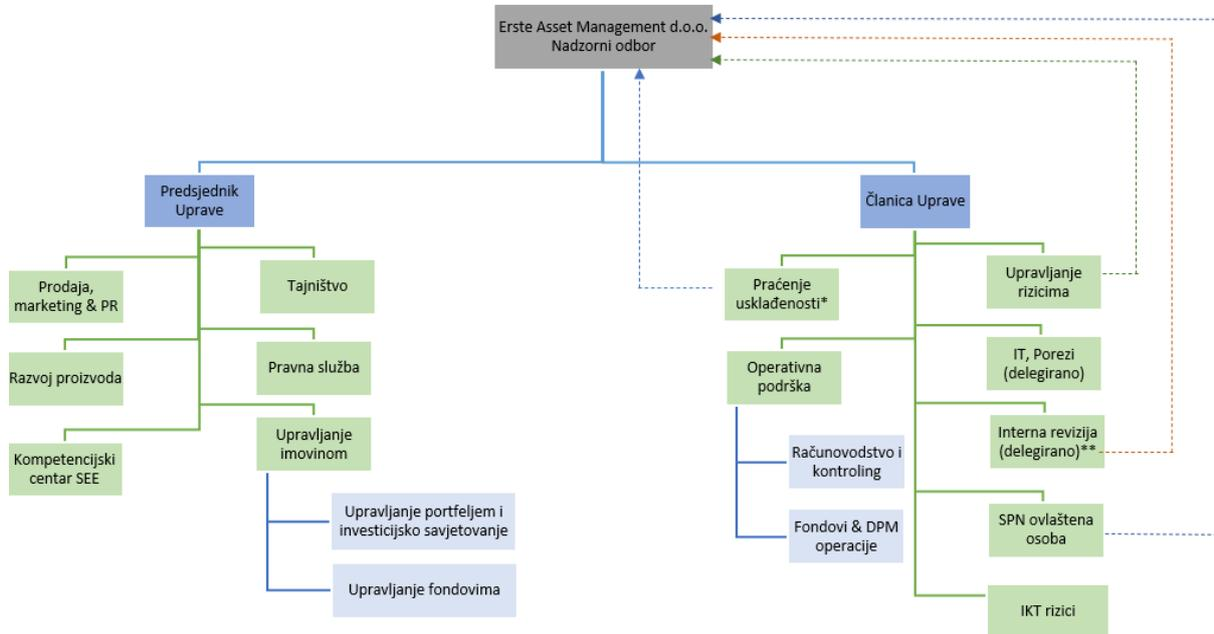 Erste Asset Management d.o.o.
Nadzorni odbor
Predsjednik
Uprave
Članica Uprave
Prodaja,
marketing & PR
Tajništvo
Razvoj proizvoda
Pravna služba
Kompetencijski
centar SEE
Upravljanje
imovinom
Upravljanje portfeljem i
investicijsko savjetovanje
Upravljanje fondovima
Praćenje
usklađenosti*
Upravljanje
rizicima
Operativna
podrška
IT, Porezi
(delegirano)
Računovodstvo i
kontroling
Interna revizija
(delegirano)**
Fondovi & DPM
operacije
SPN ovlaštena
osoba
IKT rizici